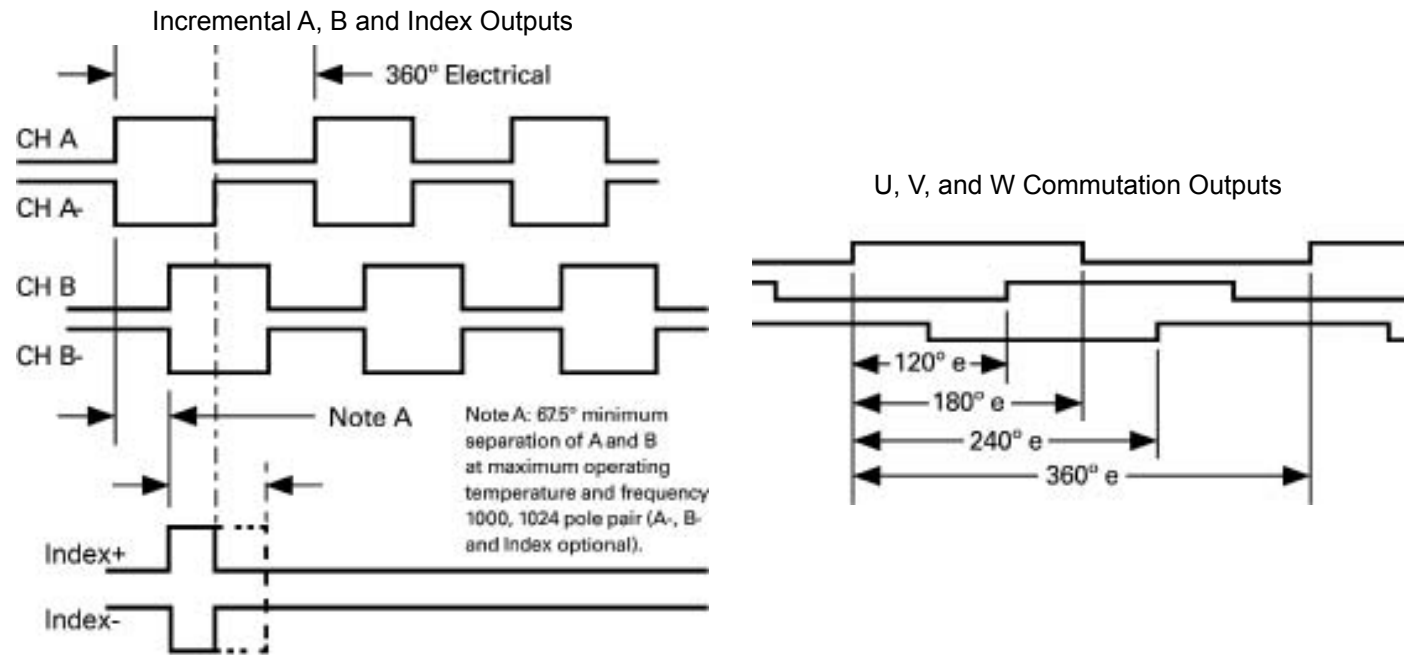 Incremental A, B and Index Outputs
360° Electrical
CH A
CH A-
CH B
CH B-
Note A
Note A: 67.5° minimum
separation of A and B
at maximum operating
temperature and frequency
1000, 1024 pole pair (A-, B-
and Index optional).
Index+
Index-
U, V, and W Commutation Outputs
120° e
180° e
240° e
360° e